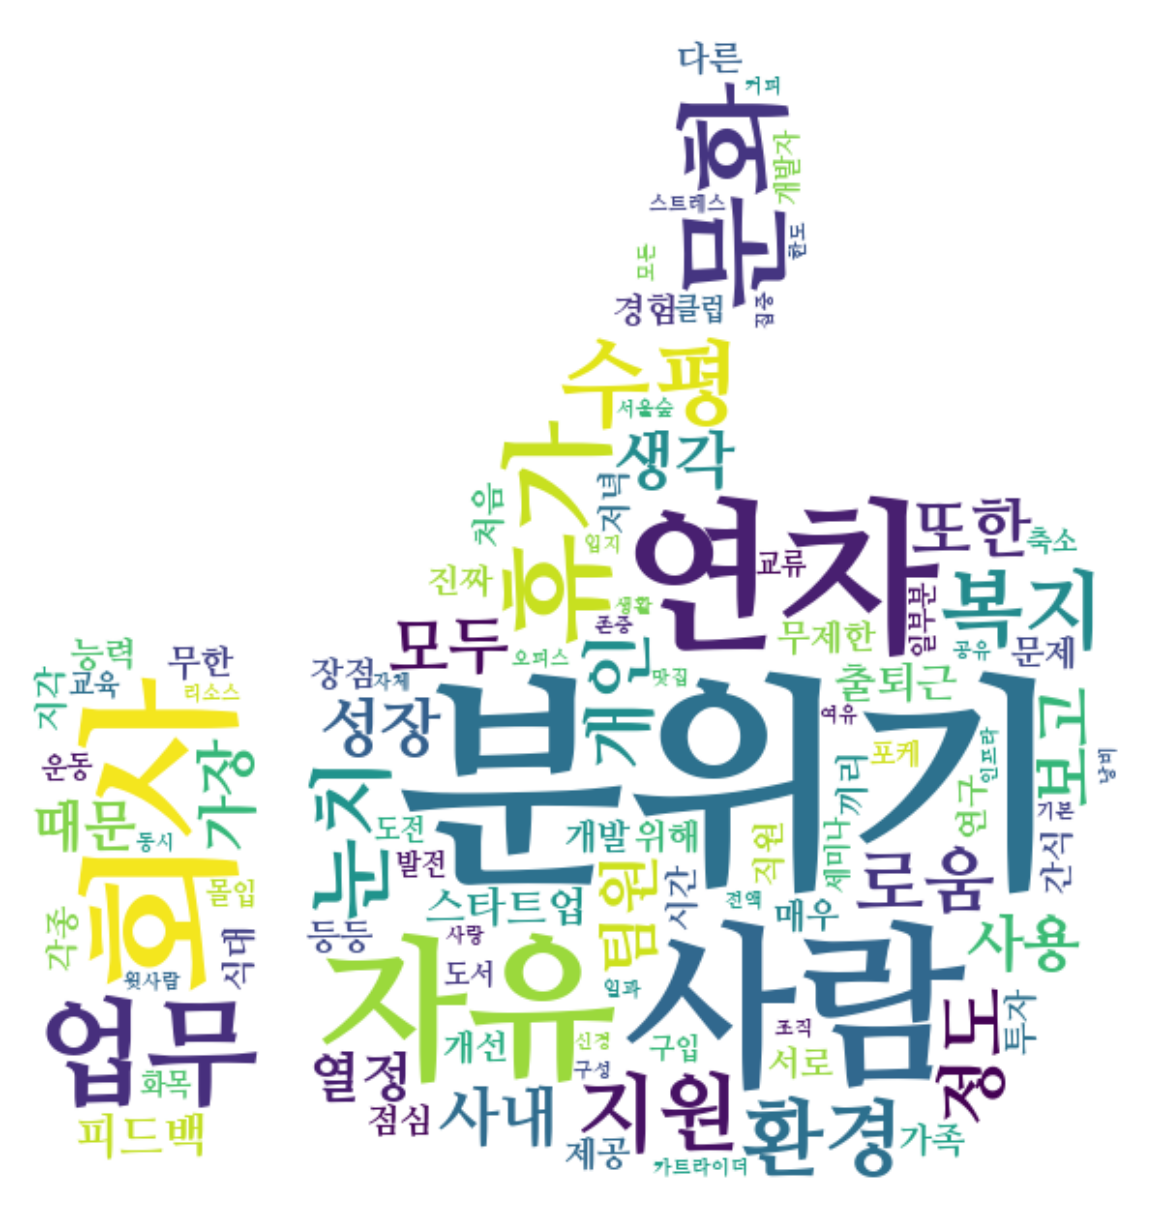 다른
커피
문화
개발자
스트레스
한도
모든
집중
경험
클럽
수평
서울숲
휴가
생각
저녁
처음
입지
진짜
생활
연차
교류
또한
축소
복지
일부분
무제한
존중
모두
개인
오피스
맛집
공유
문제
출퇴근
장점
자체
성장
분위기
여유
포케
인프라
보고
낭비
기본
눈치
도전
발전
개발
위해
직원
세미나
끼리
연구
간식
로움
스타트업
팀원
시간
전액
매우
사용
등등
사랑
자유
도서
일과
사람
조직
정도
투자
개선
신경
구성
구입
서로
열정
점심
사내
지원
제공
환경
가족
카트라이더
능력
무한
지각
교육
리소스
회사
운동
가장
때문
동시
몰입
각종
식대
윗사람
업무
화목
피드백